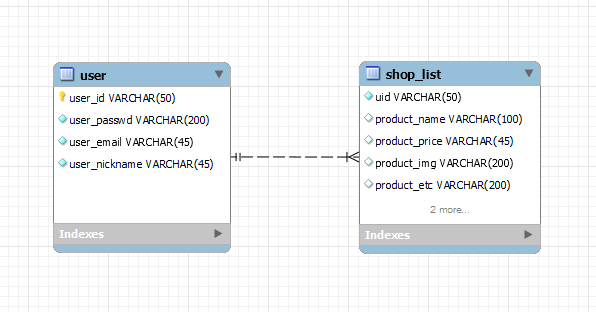 user
user_id VARCHAR(50)
user_passwd VARCHAR(200)
user_email VARCHAR(45)
user_nickname VARCHAR(45)
Indexes
shop_list
uid VARCHAR(50)
product_name VARCHAR(100)
product_price VARCHAR(45)
product_img VARCHAR(200)
product_etc VARCHAR(200)
2 more...
Indexes